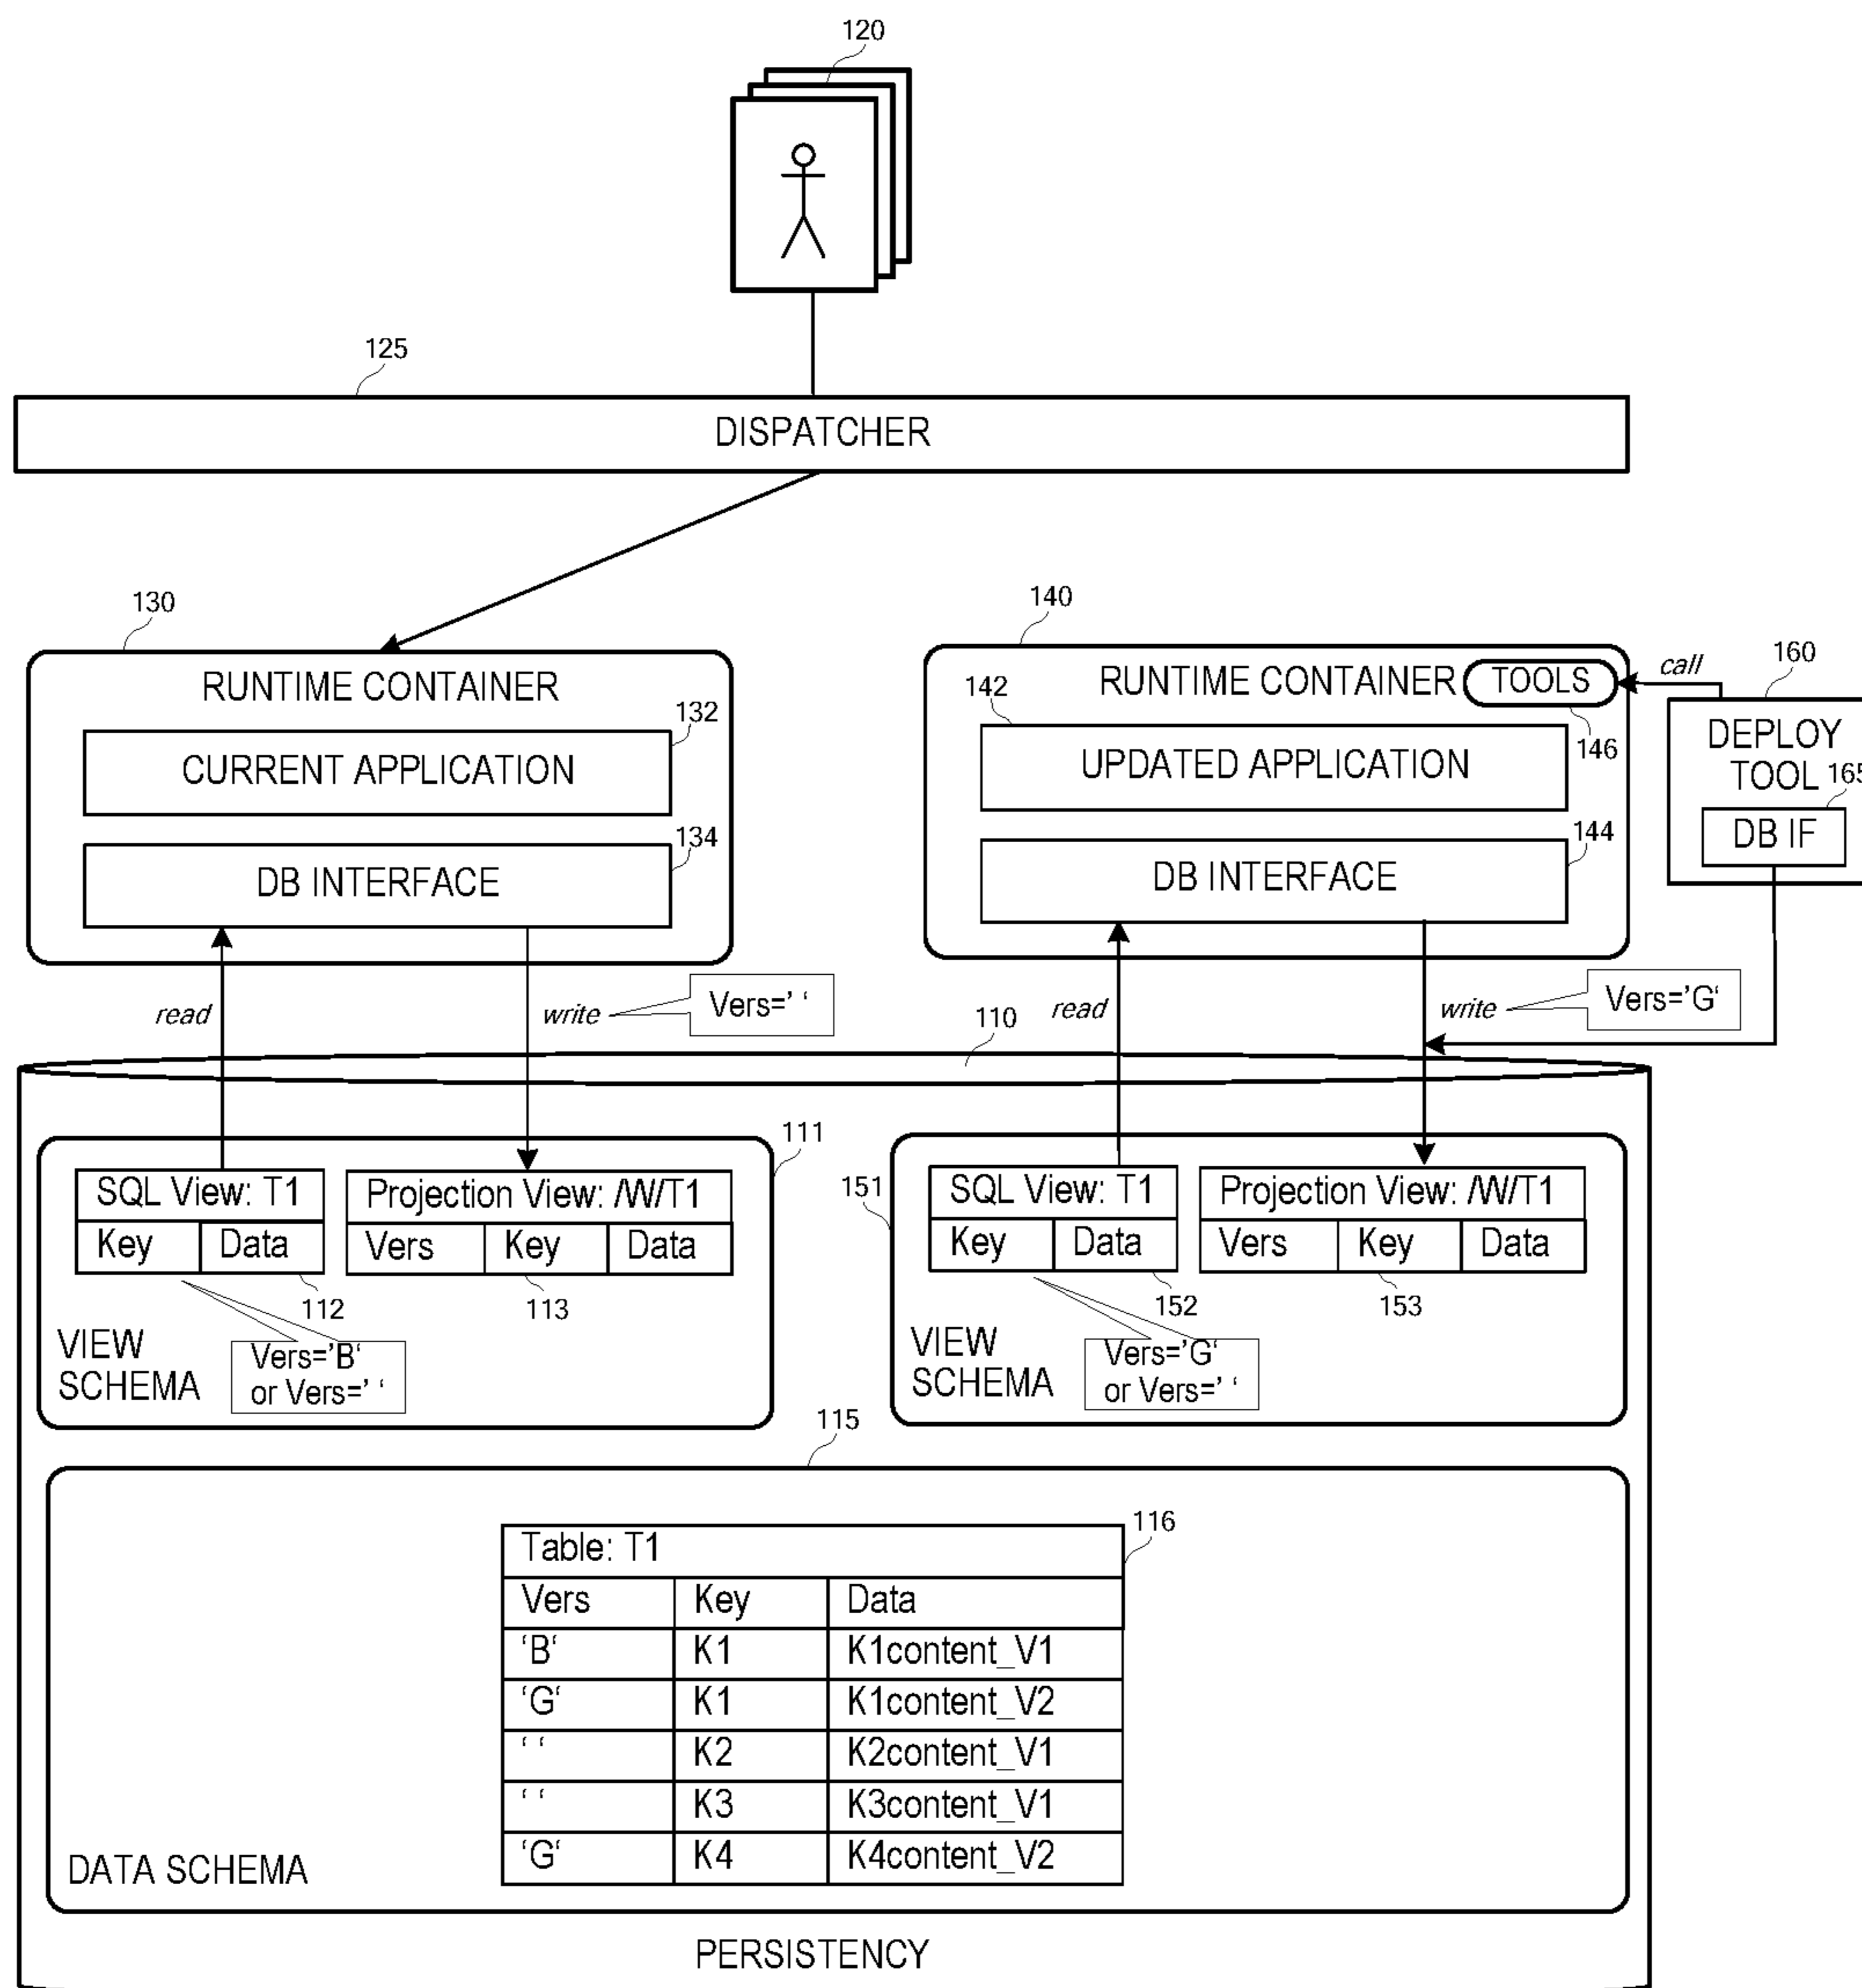 120
125
DISPATCHER
130
RUNTIME CONTAINER
132
CURRENT APPLICATION
134
DB INTERFACE
140
RUNTIME CONTAINER
TOOLS
146
142
UPDATED APPLICATION
144
DB INTERFACE
call
160
DEPLOY
TOOL
165
DB IF
read
write
Vers=' ‘
110
read
write
Vers='G‘
111
SQL View: T1
Key Data
112
Projection View: /W/T1
Vers Key Data
113
VIEW
SCHEMA
Vers='B‘
or Vers=' ‘
151
SQL View: T1
Key Data
152
Projection View: /W/T1
Vers Key Data
153
VIEW
SCHEMA
Vers='G‘
or Vers=' ‘
115
116
Table: T1
Vers Key Data
‘B‘ K1 K1content_V1
‘G‘ K1 K1content_V2
‘ ‘ K2 K2content_V1
‘ ‘ K3 K3content_V1
‘G‘ K4 K4content_V2
DATA SCHEMA
PERSISTENCY